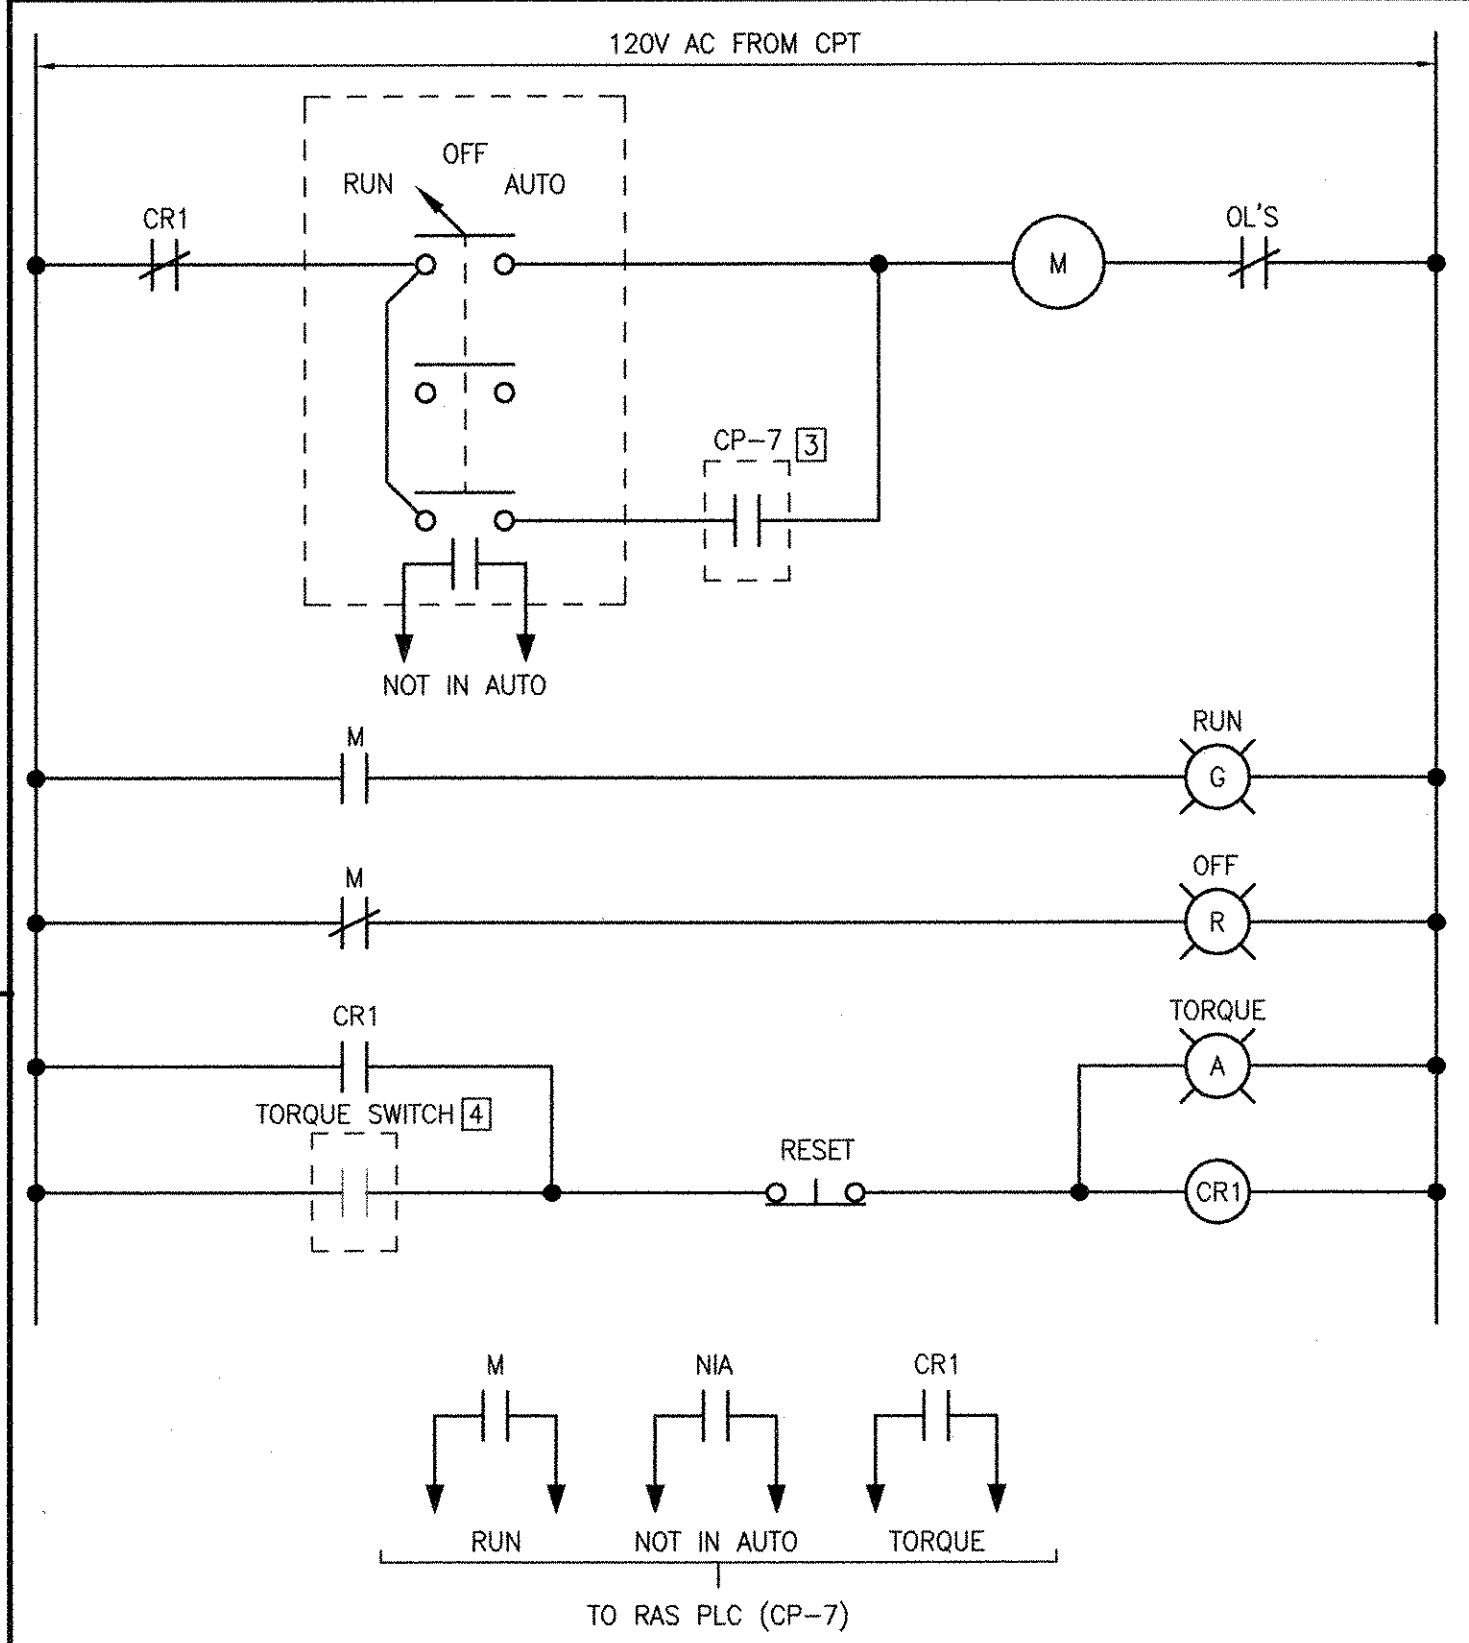 120V AC FROM CPT
OFF
RUN AUTO
CR1
OL'S
M
CP-7 3
NOT IN AUTO
M
RUN
G
M
OFF
R
CR1
TORQUE
A
TORQUE SWITCH 4
RESET
CR1
M NIA CR1
RUN NOT IN AUTO TORQUE
TO RAS PLC (CP-7)